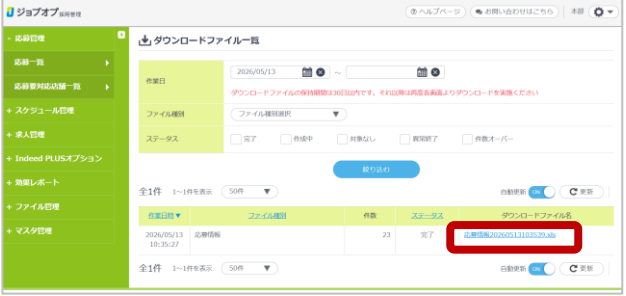 ジョブオプ 採用管理
ヘルプページ お問い合わせはこちら 本部
- 応募管理
応募一覧
応募要対応店舗一覧
+ スケジュール管理
+ 求人管理
+ Indeed PLUSオプション
+ 効果レポート
+ ファイル管理
+ マスタ管理
ダウンロードファイル一覧
作業日 2026/05/13 ~
ダウンロードファイルの保持期間は30日以内です。それ以降は再度各画面よりダウンロードを実施ください
ファイル種別 ファイル種別選択 ▼
ステータス 完了 作成中 対象なし 異常終了 件数オーバー
絞り込む
全1件 1~1件を表示 50件 ▼ 自動更新 ON 更新
作業日時▼ ファイル種別 件数 ステータス ダウンロードファイル名
2026/05/13 10:35:27 応募情報 23 完了 応募情報20260513103539.xls
全1件 1~1件を表示 50件 ▼ 自動更新 ON 更新